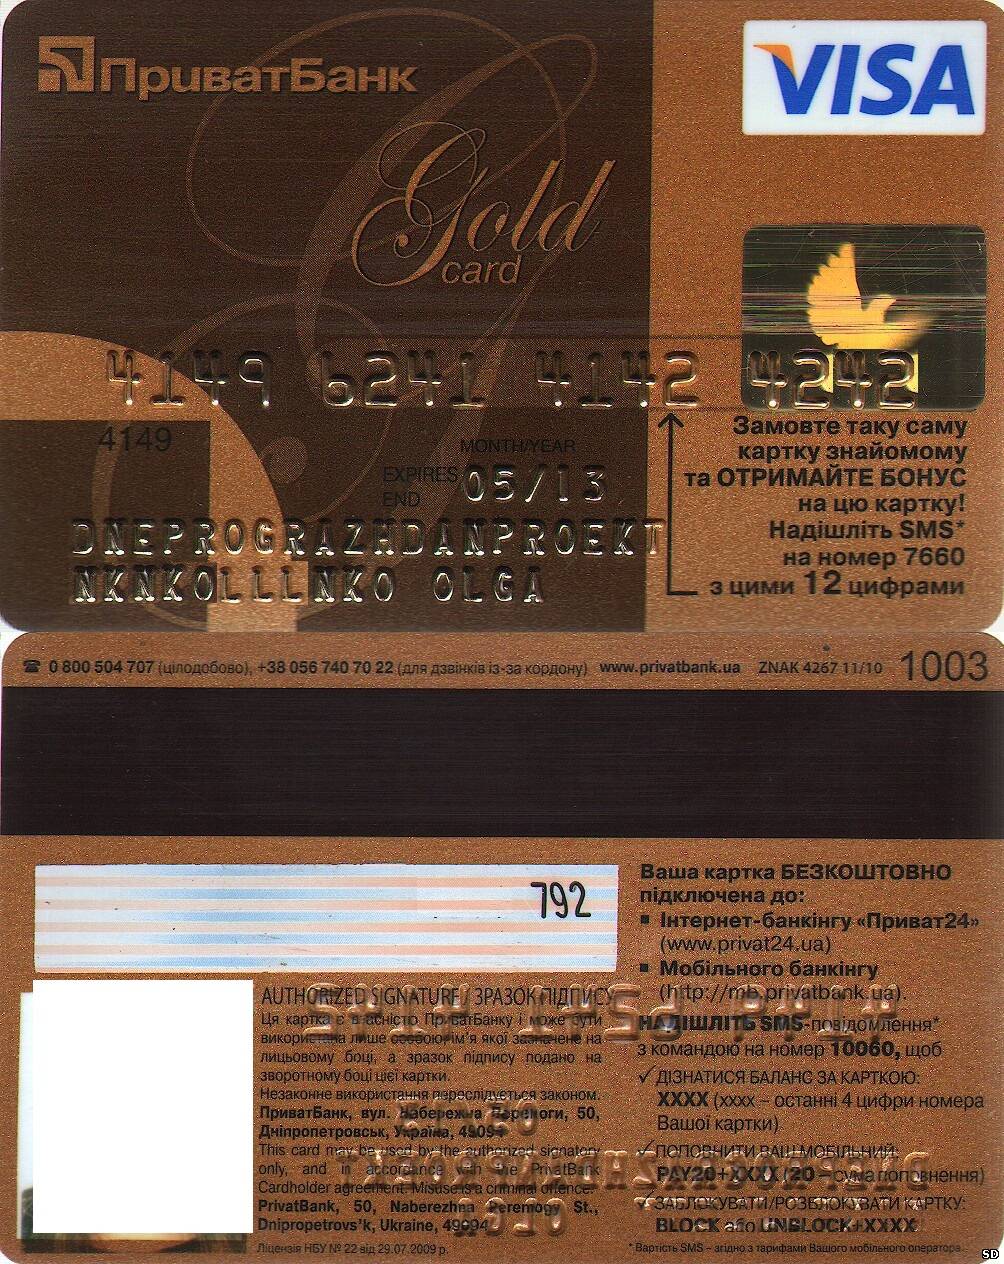 ПриватБанк
VISA
Gold
card
4149 6241 4142 4242
4149
MONTH/YEAR
EXPIRES
END
05/13
DNEPROGRAZHDANPROEKT
NKNKOLLLNKO OLGA
Замовте таку саму
картку знайомому
та ОТРИМАЙТЕ БОНУС
на цю картку!
Надішліть SMS*
на номер 7660
з цими 12 цифрами
☎ 0 800 504 707 (цілодобово), +38 056 740 70 22 (для дзвінків із-за кордону) www.privatbank.ua ZNAK 4267 11/10 1003
792
AUTHORIZED SIGNATURE / ЗРАЗОК ПІДПИСУ
Ця картка є власністю ПриватБанку і може бути
використана лише особою, ім’я якої зазначене на
лицьовому боці, а зразок підпису подано на
зворотному боці цієї картки.
Незаконне використання переслідується законом.
ПриватБанк, вул. Набережна Перемоги, 50,
Дніпропетровськ, Україна, 49094
This card may be used by the authorized signatory
only, and in accordance with the PrivatBank
Cardholder agreement. Misuse is a criminal offence.
PrivatBank, 50, Naberezhna Peremogy St.,
Dnipropetrovs’k, Ukraine, 49094
Ліцензія НБУ № 22 від 29.07.2009 р.
Ваша картка БЕЗКОШТОВНО
підключена до:
▪ Інтернет-банкінгу «Приват24»
(www.privat24.ua)
▪ Мобільного банкінгу
(http://mb.privatbank.ua).
НАДІШЛІТЬ SMS-повідомлення*
з командою на номер 10060, щоб
✓ ДІЗНАТИСЯ БАЛАНС ЗА КАРТКОЮ:
XXXX (xxxx – останні 4 цифри номера
Вашої картки)
✓ ПОПОВНИТИ ВАШ МОБІЛЬНИЙ:
PAY20+XXXX (20 – сума поповнення)
✓ ЗАБЛОКУВАТИ/РОЗБЛОКУВАТИ КАРТКУ:
BLOCK або UNBLOCK+XXXX
* Вартість SMS – згідно з тарифами Вашого мобільного оператора
SD